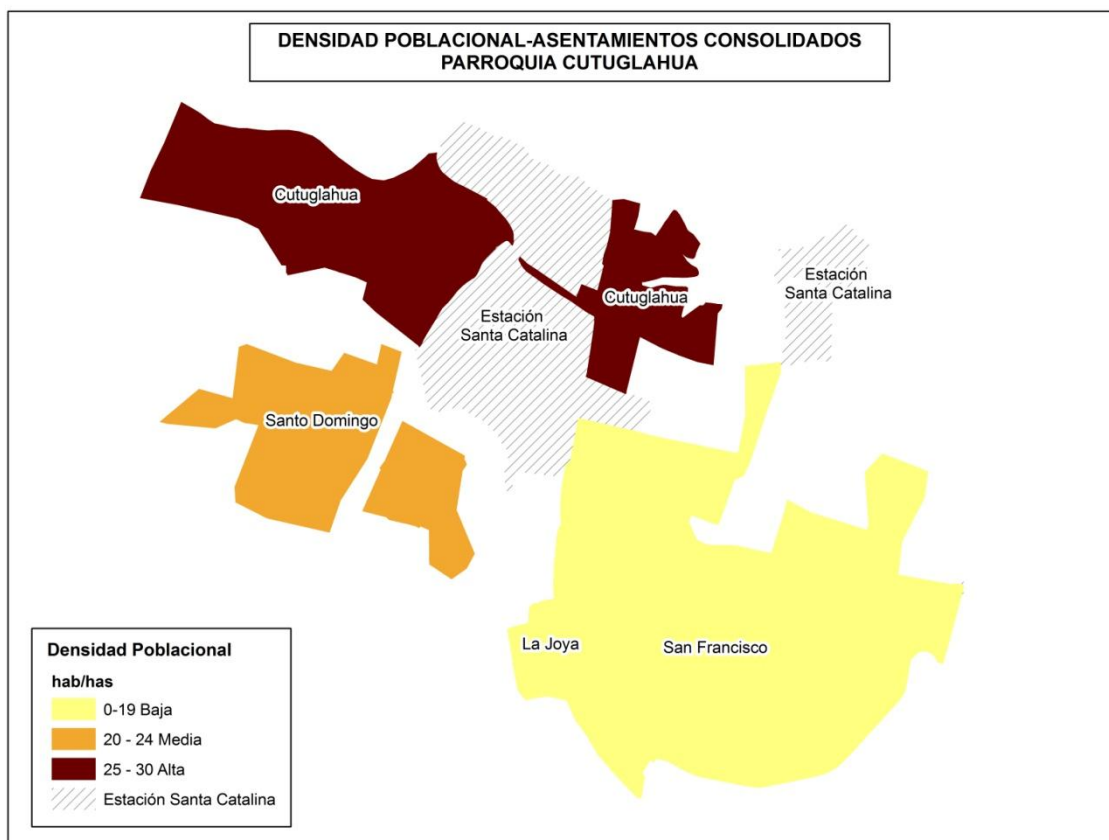 DENSIDAD POBLACIONAL-ASENTAMIENTOS CONSOLIDADOS
PARROQUIA CUTUGLAHUA
Cutuglahua
Cutuglahua
Estación
Santa Catalina
Estación
Santa Catalina
Santo Domingo
La Joya
San Francisco
Densidad Poblacional
hab/has
0-19 Baja
20 - 24 Media
25 - 30 Alta
Estación Santa Catalina